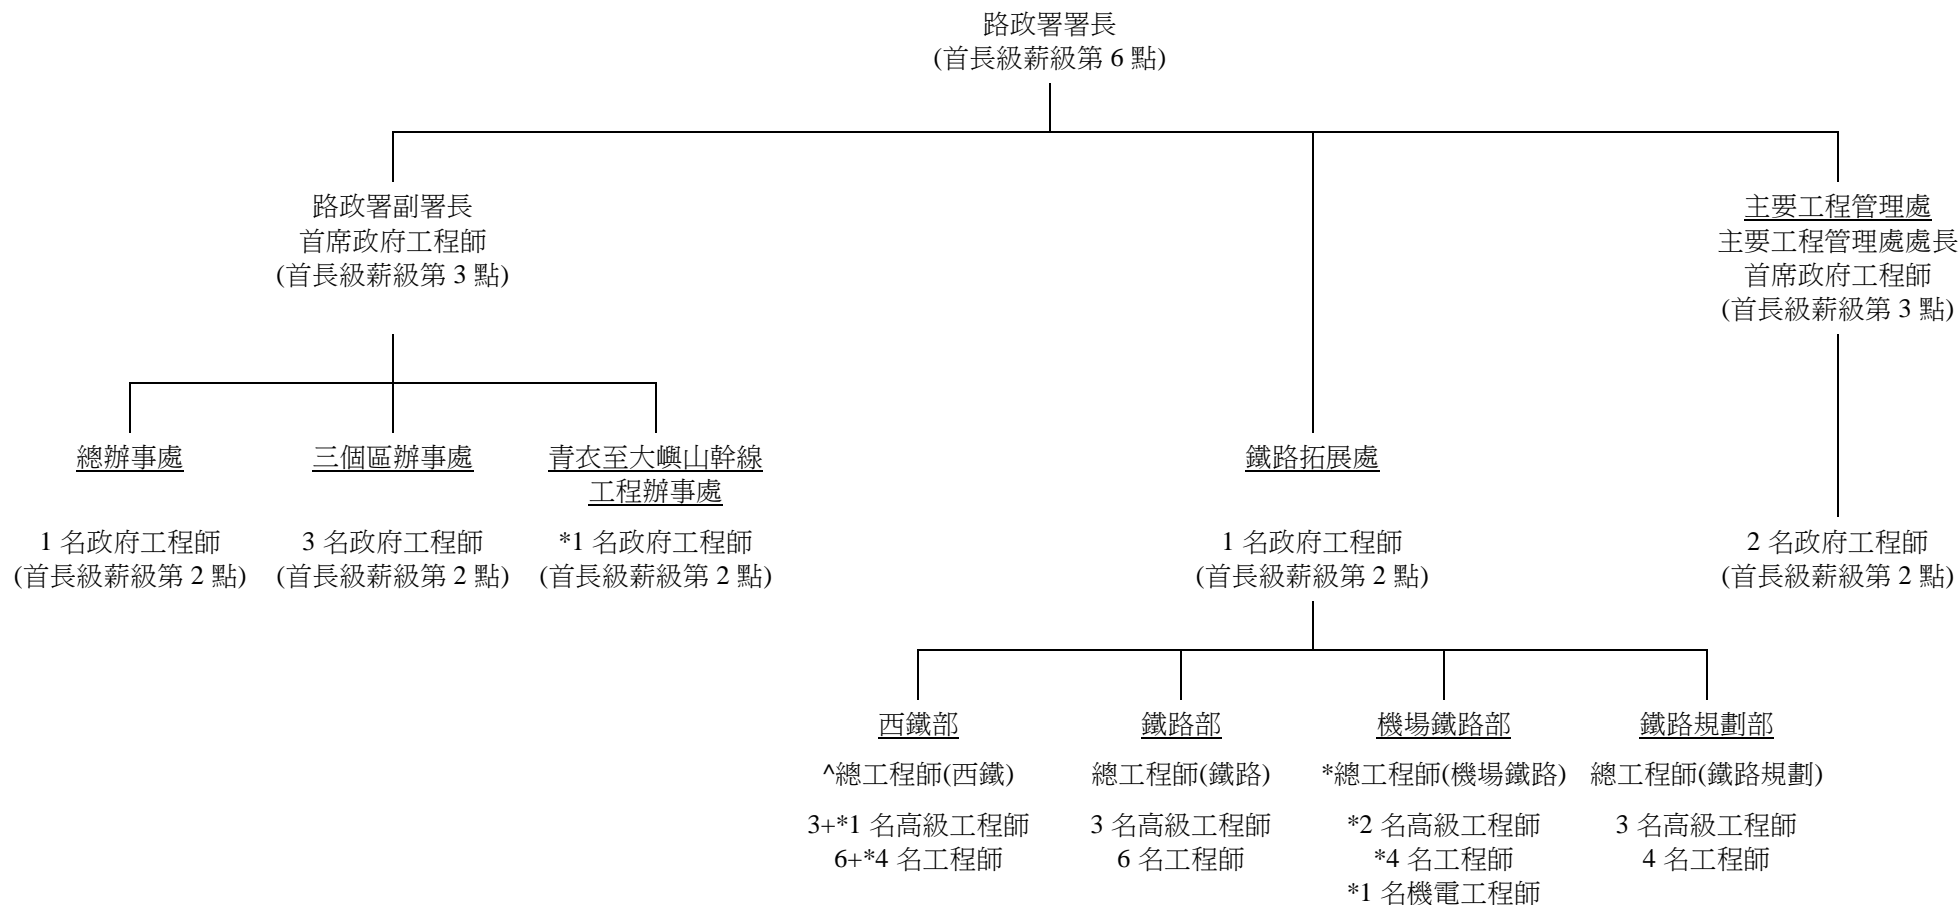 路政署署長
(首長級薪級第 6 點)
路政署副署長
首席政府工程師
(首長級薪級第 3 點)
主要工程管理處
主要工程管理處處長
首席政府工程師
(首長級薪級第 3 點)
總辦事處
1 名政府工程師
(首長級薪級第 2 點)
三個區辦事處
3 名政府工程師
(首長級薪級第 2 點)
青衣至大嶼山幹線
工程辦事處
*1 名政府工程師
(首長級薪級第 2 點)
鐵路拓展處
1 名政府工程師
(首長級薪級第 2 點)
2 名政府工程師
(首長級薪級第 2 點)
西鐵部
^總工程師(西鐵)
3+*1 名高級工程師
6+*4 名工程師
鐵路部
總工程師(鐵路)
3 名高級工程師
6 名工程師
機場鐵路部
*總工程師(機場鐵路)
*2 名高級工程師
*4 名工程師
*1 名機電工程師
鐵路規劃部
總工程師(鐵路規劃)
3 名高級工程師
4 名工程師